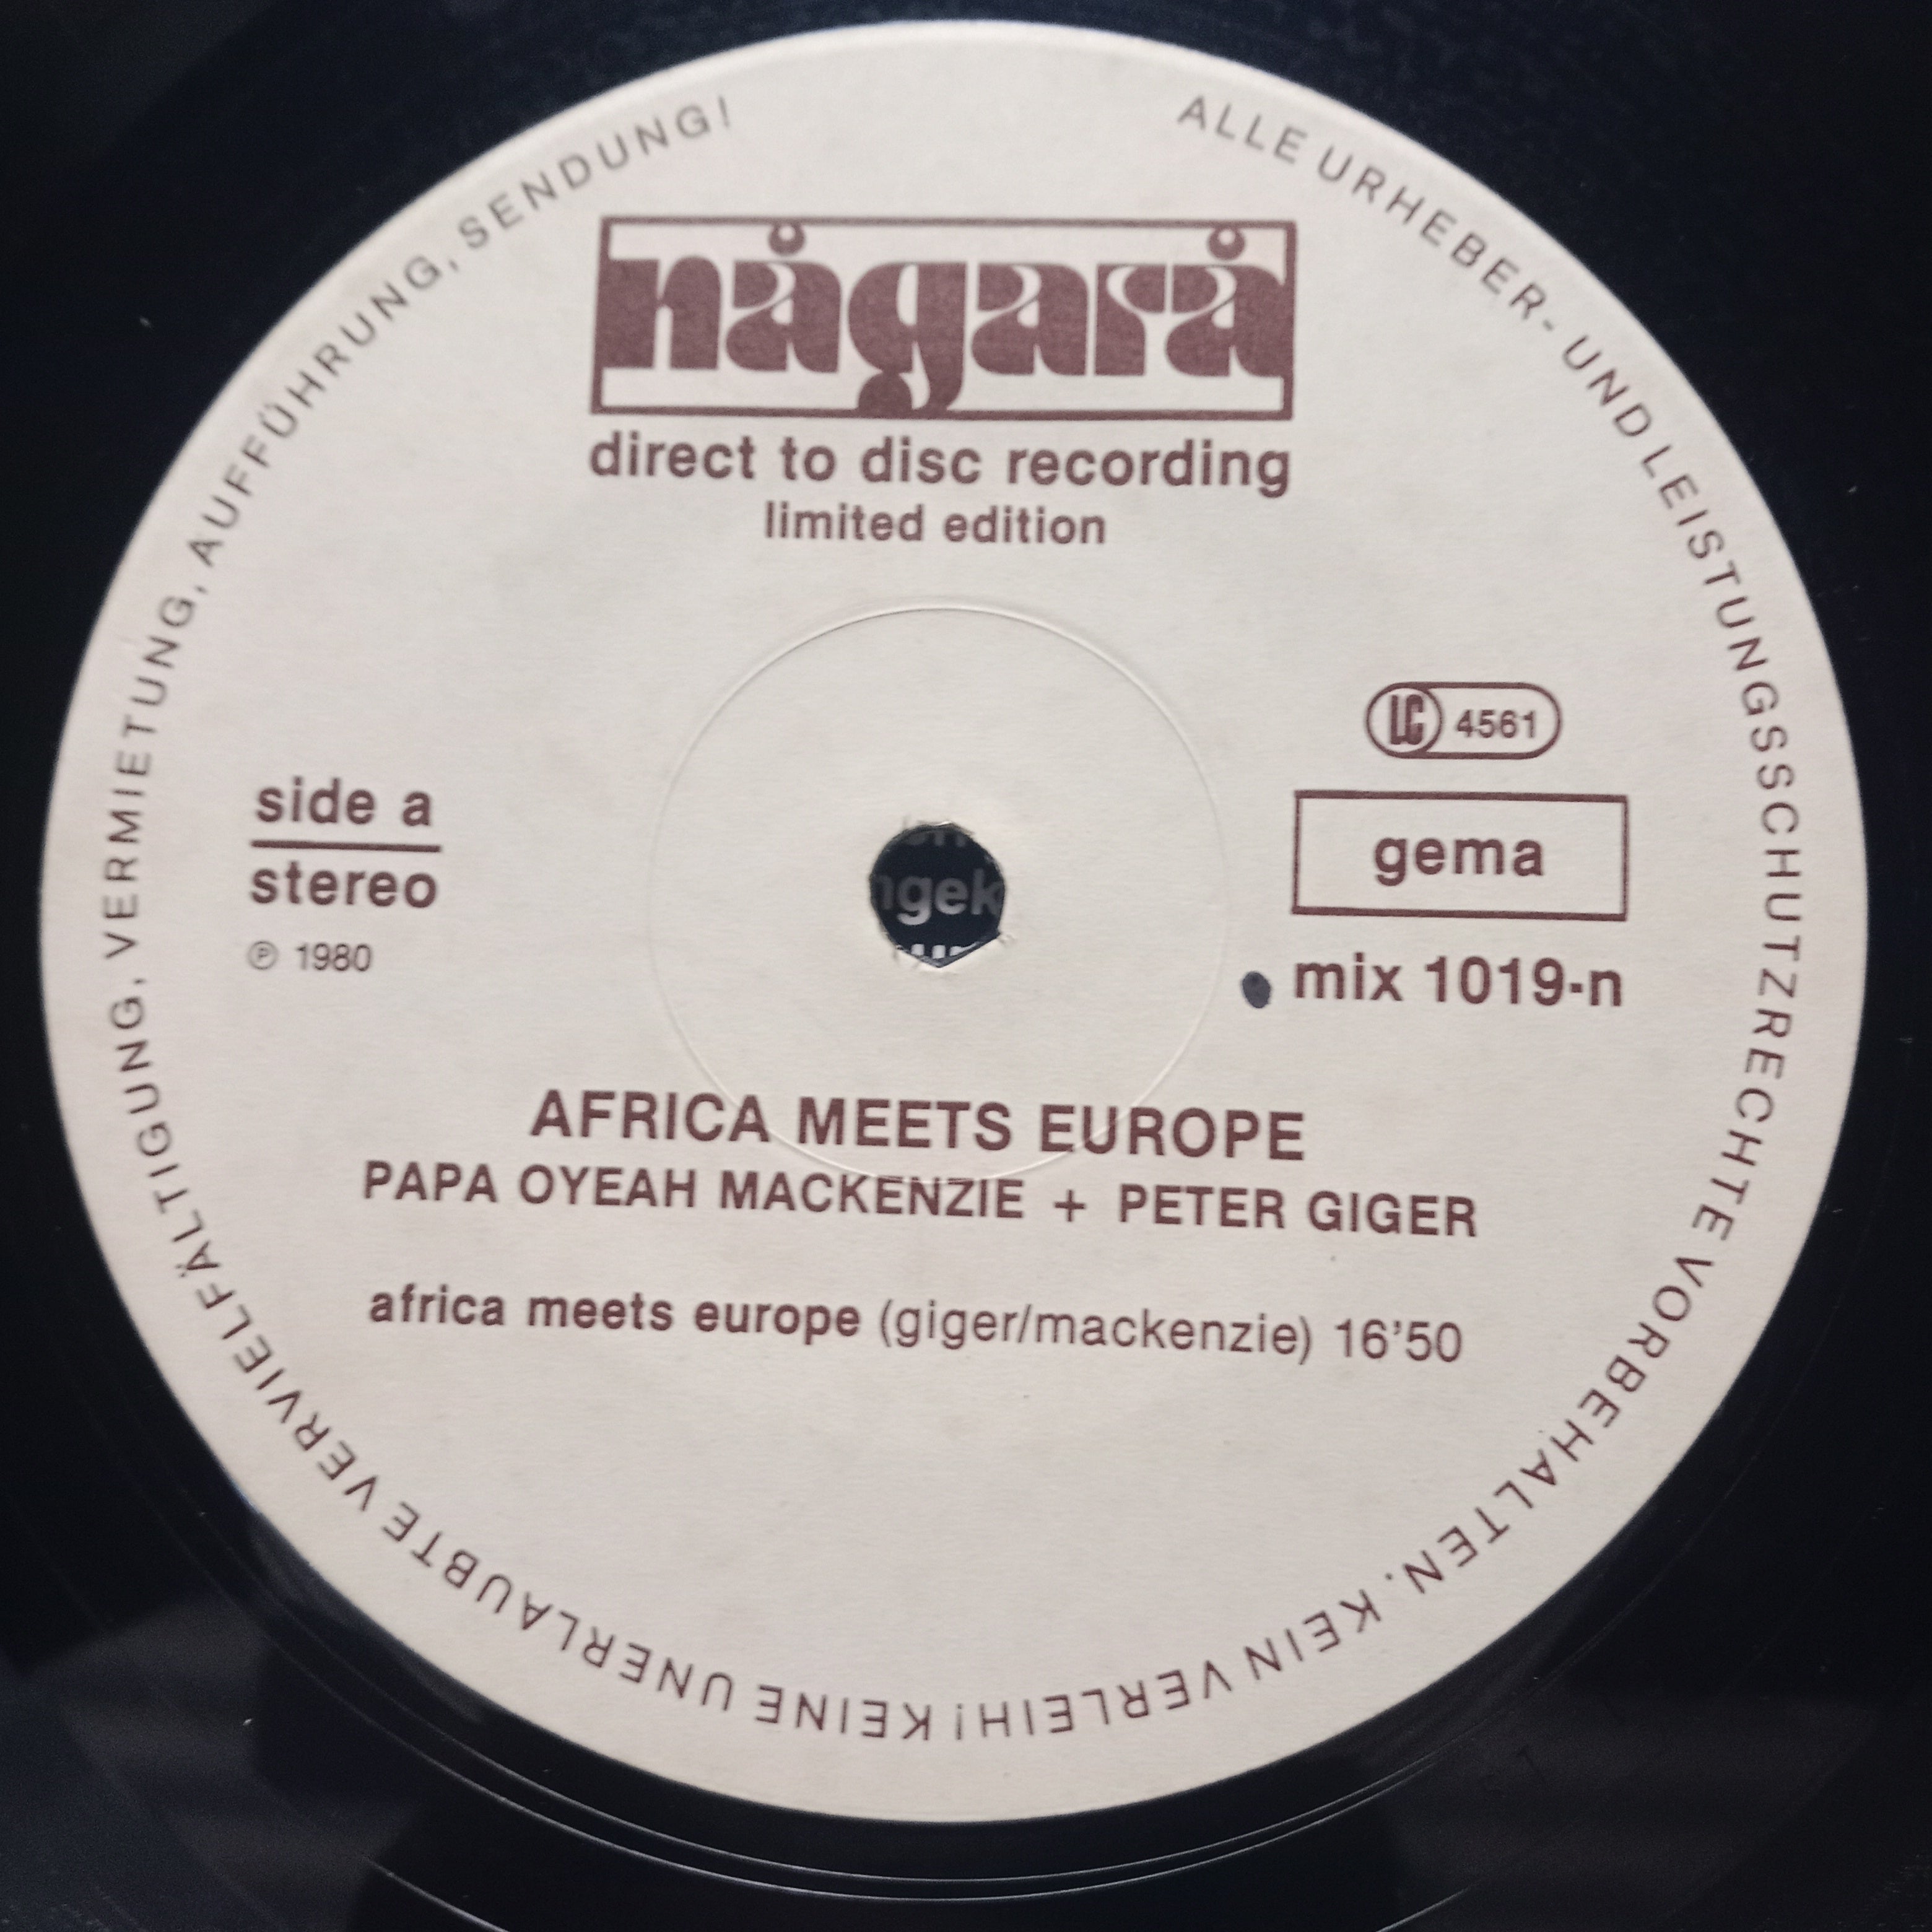 någarå
direct to disc recording
limited edition
LC 4561
side a
stereo
℗ 1980
gema
mix 1019-n
AFRICA MEETS EUROPE
PAPA OYEAH MACKENZIE + PETER GIGER
africa meets europe (giger/mackenzie) 16'50
ALLE URHEBER- UND LEISTUNGSSCHUTZRECHTE VORBEHALTEN. KEIN VERLEIH! KEINE UNERLAUBTE VERVIELFÄLTIGUNG, VERMIETUNG, AUFFÜHRUNG, SENDUNG!